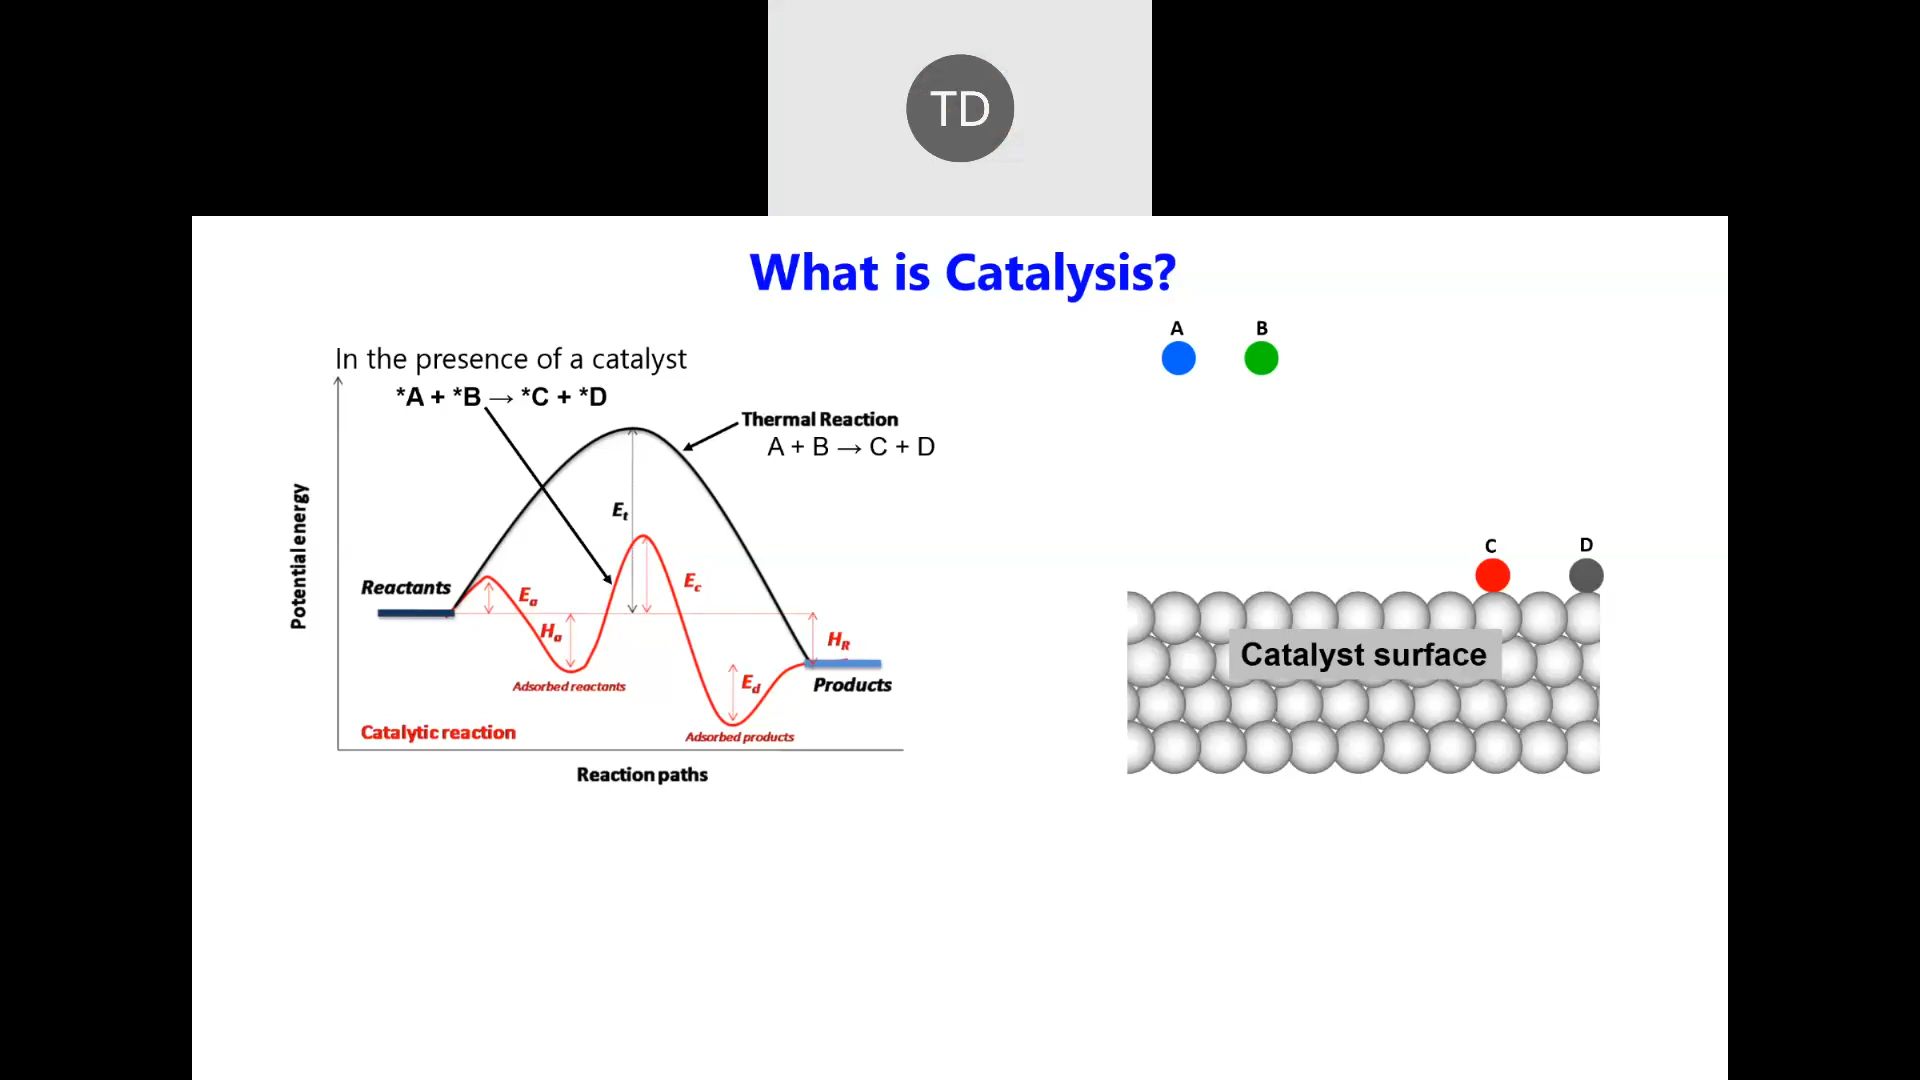 TD
What is Catalysis?
In the presence of a catalyst
*A + *B → *C + *D
Thermal Reaction
A + B → C + D
Potential energy
Reactants
Et
Ea
Ec
Ha
HR
Ed
Adsorbed reactants
Products
Catalytic reaction
Adsorbed products
Reaction paths
A
B
C
D
Catalyst surface